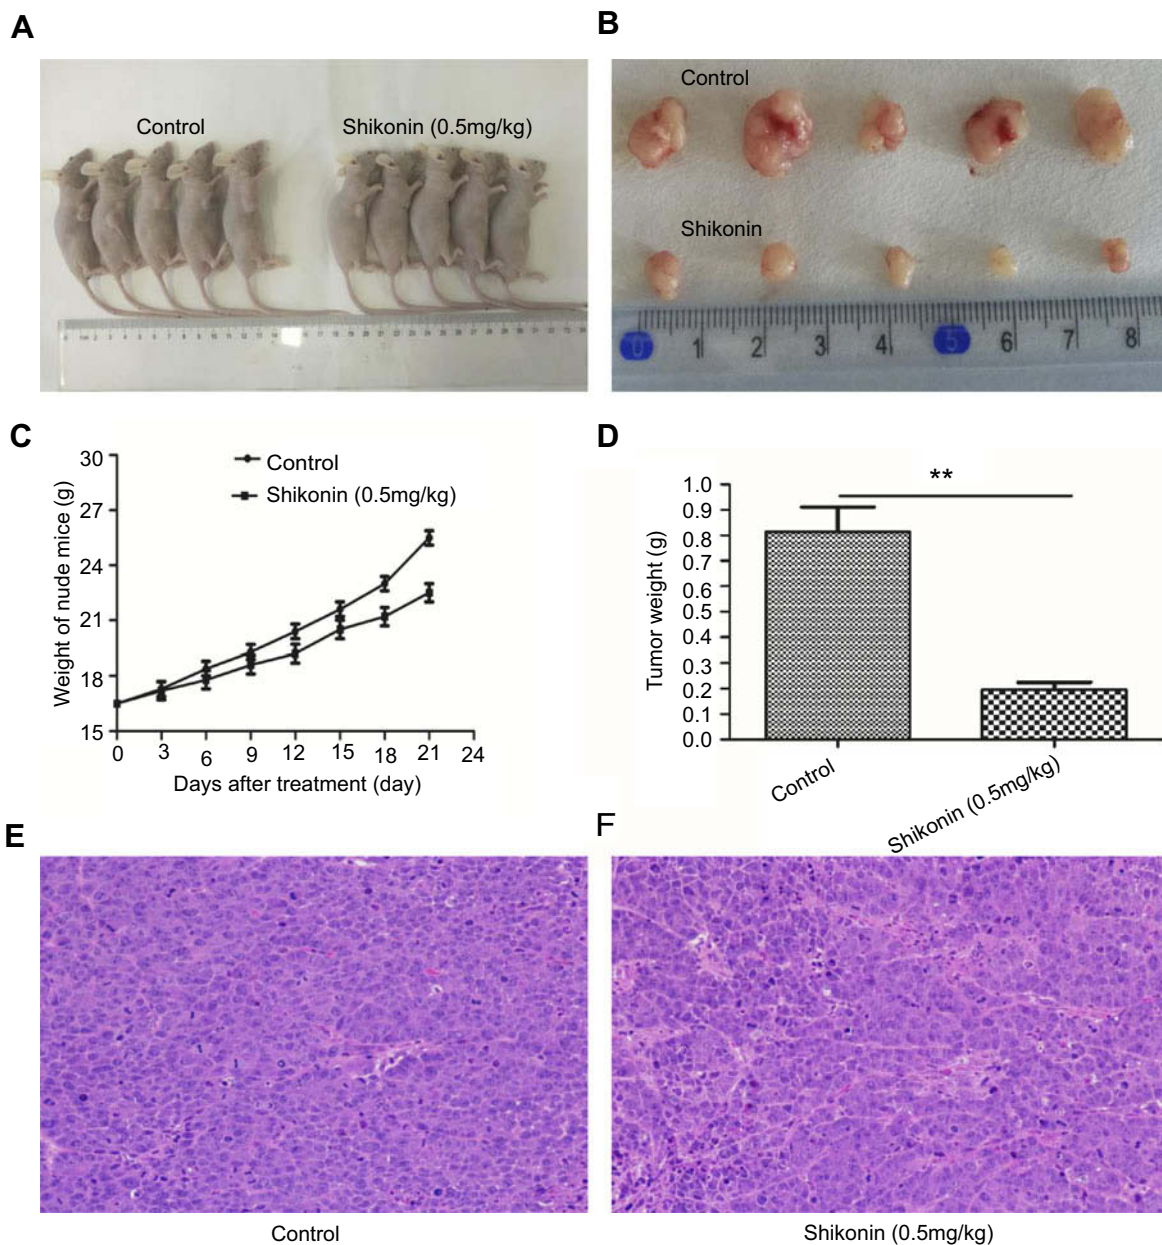 A
B
Control
Shikonin (0.5mg/kg)
Control
Shikonin
0 1 2 3 4 5 6 7 8
C
D
Control
Shikonin (0.5mg/kg)
Weight of nude mice (g)
30
27
24
21
18
15
0 3 6 9 12 15 18 21 24
Days after treatment (day)
**
Tumor weight (g)
1.0
0.9
0.8
0.7
0.6
0.5
0.4
0.3
0.2
0.1
0.0
Control
Shikonin (0.5mg/kg)
E
F
Control
Shikonin (0.5mg/kg)